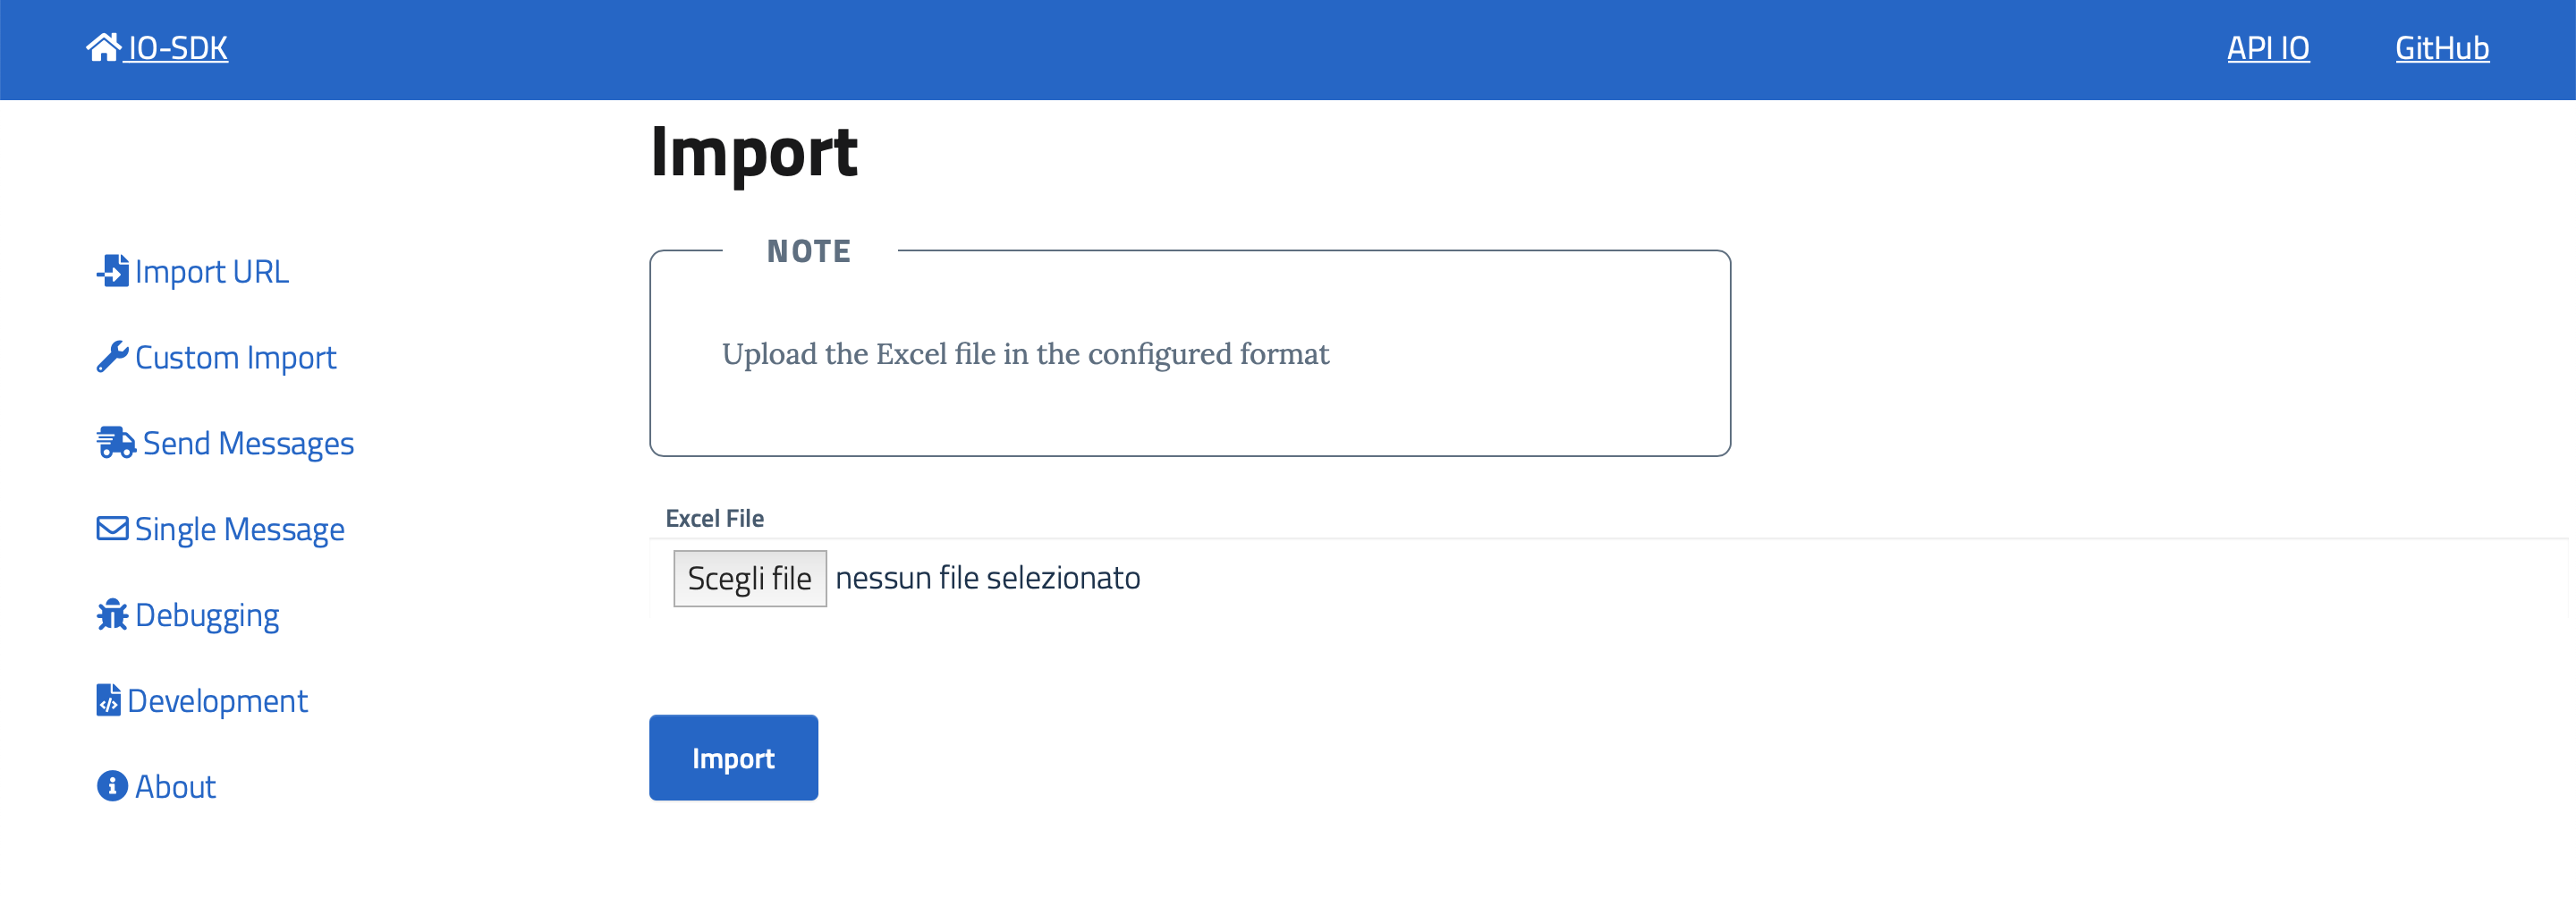 IO-SDK
API IO
GitHub
Import
Import URL
Custom Import
Send Messages
Single Message
Debugging
Development
About
NOTE
Upload the Excel file in the configured format
Excel File
Scegli file nessun file selezionato
Import